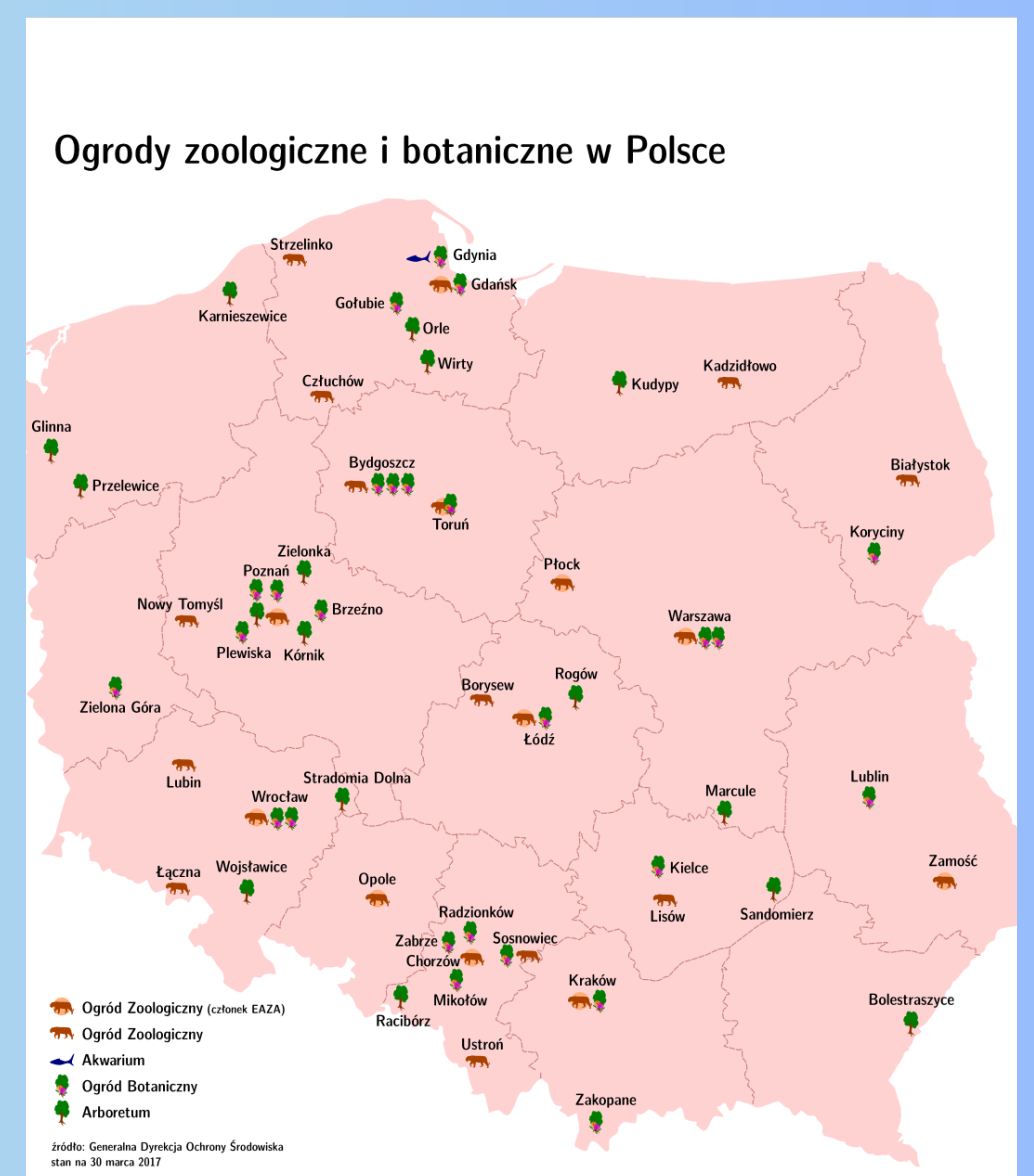 Ogrody zoologiczne i botaniczne w Polsce
Strzelinko
Gdynia
Gdańsk
Karnieszewice
Gołubie
Orle
Wirty
Człuchów
Kudypy
Kadzidłowo
Glinna
Przelewice
Bydgoszcz
Białystok
Toruń
Koryciny
Zielonka
Poznań
Płock
Nowy Tomyśl
Brzeźno
Warszawa
Plewiska
Kórnik
Zielona Góra
Borysew
Rogów
Łódź
Lubin
Stradomia Dolna
Wrocław
Marcule
Lublin
Łączna
Wojsławice
Opole
Kielce
Zamość
Lisów
Sandomierz
Radzionków
Zabrze
Sosnowiec
Chorzów
Mikołów
Kraków
Racibórz
Bolestraszyce
Ustroń
Zakopane
Ogród Zoologiczny (członek EAZA)
Ogród Zoologiczny
Akwarium
Ogród Botaniczny
Arboretum
źródło: Generalna Dyrekcja Ochrony Środowiska
stan na 30 marca 2017